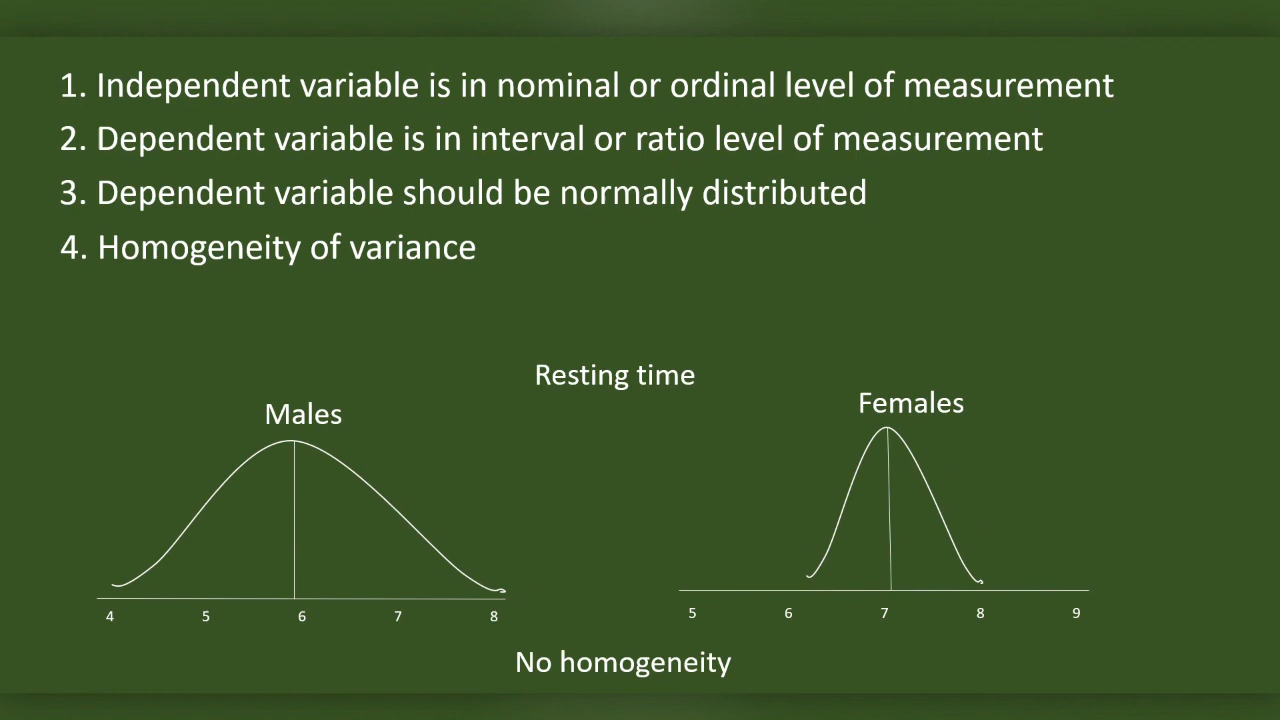 1. Independent variable is in nominal or ordinal level of measurement
2. Dependent variable is in interval or ratio level of measurement
3. Dependent variable should be normally distributed
4. Homogeneity of variance
Resting time
Males
Females
4 5 6 7 8
5 6 7 8 9
No homogeneity